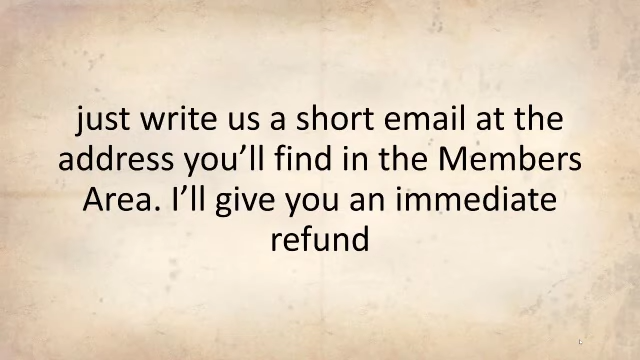 just write us a short email at the
address you’ll find in the Members
Area. I’ll give you an immediate
refund